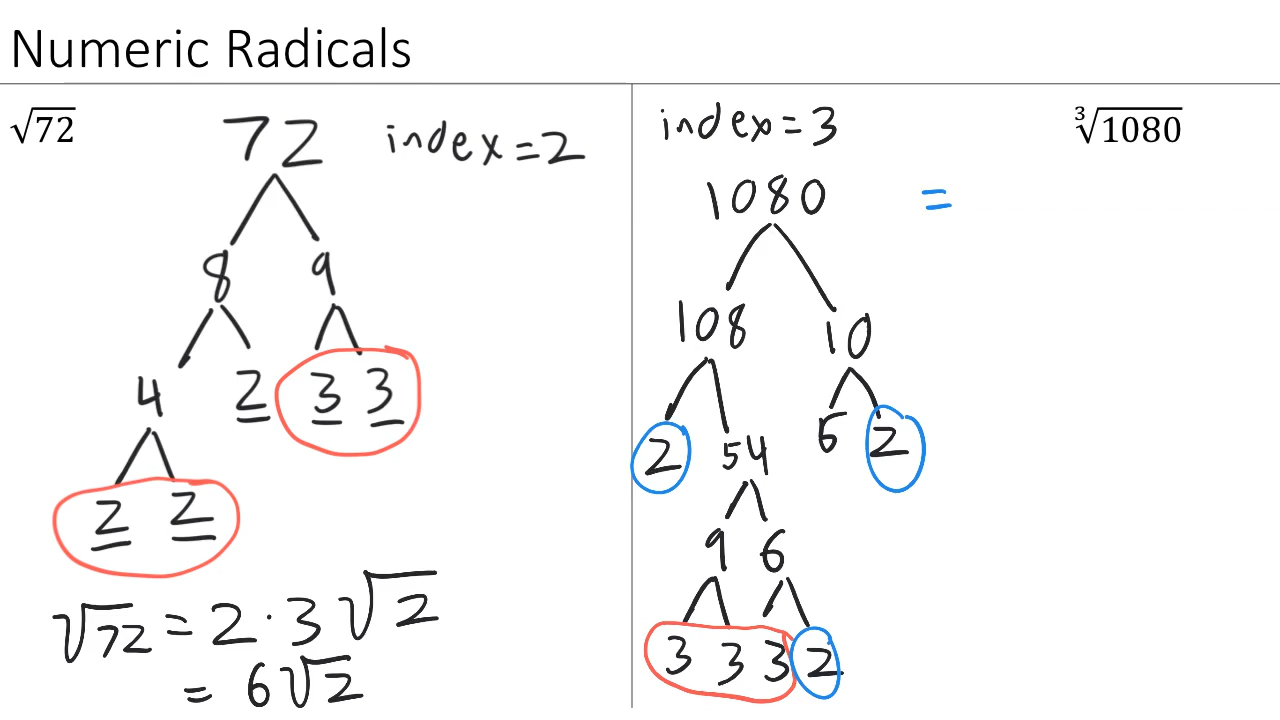 Numeric Radicals
√72
72
index = 2
8 9
4 2 3 3
2 2
√72 = 2 · 3 √2
= 6√2
index = 3
∛1080
1080 =
108 10
2 54 5 2
9 6
3 3 3 2